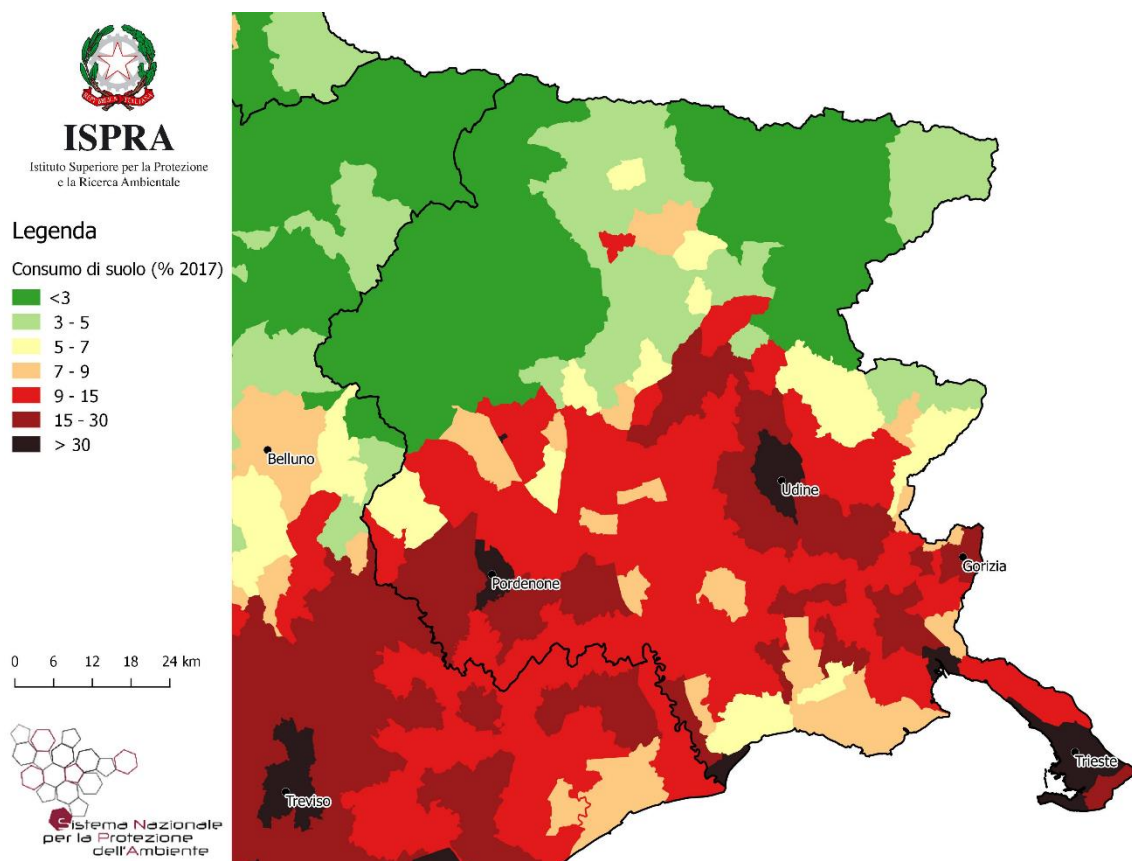 REPVBBLICA ITALIANA
ISPRA
Istituto Superiore per la Protezione
e la Ricerca Ambientale
Legenda
Consumo di suolo (% 2017)
<3
3 - 5
5 - 7
7 - 9
9 - 15
15 - 30
> 30
0 6 12 18 24 km
Sistema Nazionale
per la Protezione
dell'Ambiente
Belluno
Udine
Pordenone
Gorizia
Treviso
Trieste